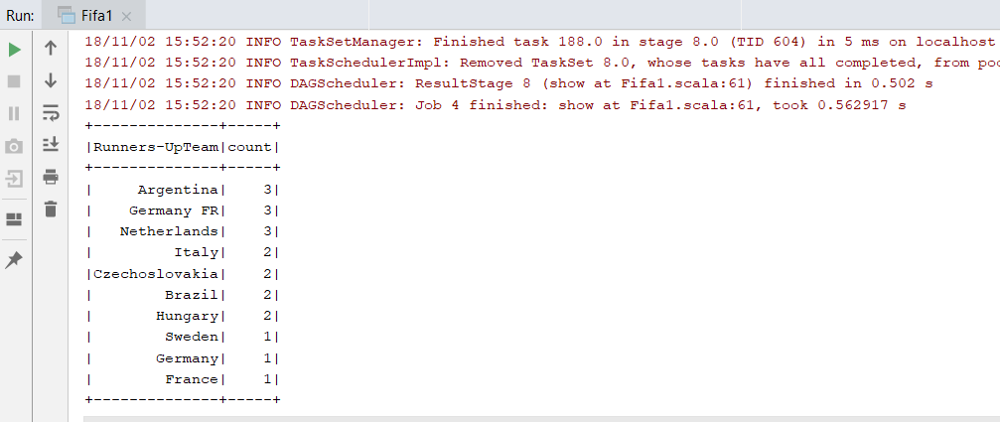 Run: Fifa1
18/11/02 15:52:20 INFO TaskSetManager: Finished task 188.0 in stage 8.0 (TID 604) in 5 ms on localhost
18/11/02 15:52:20 INFO TaskSchedulerImpl: Removed TaskSet 8.0, whose tasks have all completed, from poo
18/11/02 15:52:20 INFO DAGScheduler: ResultStage 8 (show at Fifa1.scala:61) finished in 0.502 s
18/11/02 15:52:20 INFO DAGScheduler: Job 4 finished: show at Fifa1.scala:61, took 0.562917 s
+--------------+-----+
|Runners-UpTeam|count|
+--------------+-----+
|     Argentina|    3|
|    Germany FR|    3|
|   Netherlands|    3|
|         Italy|    2|
|Czechoslovakia|    2|
|        Brazil|    2|
|       Hungary|    2|
|        Sweden|    1|
|       Germany|    1|
|        France|    1|
+--------------+-----+